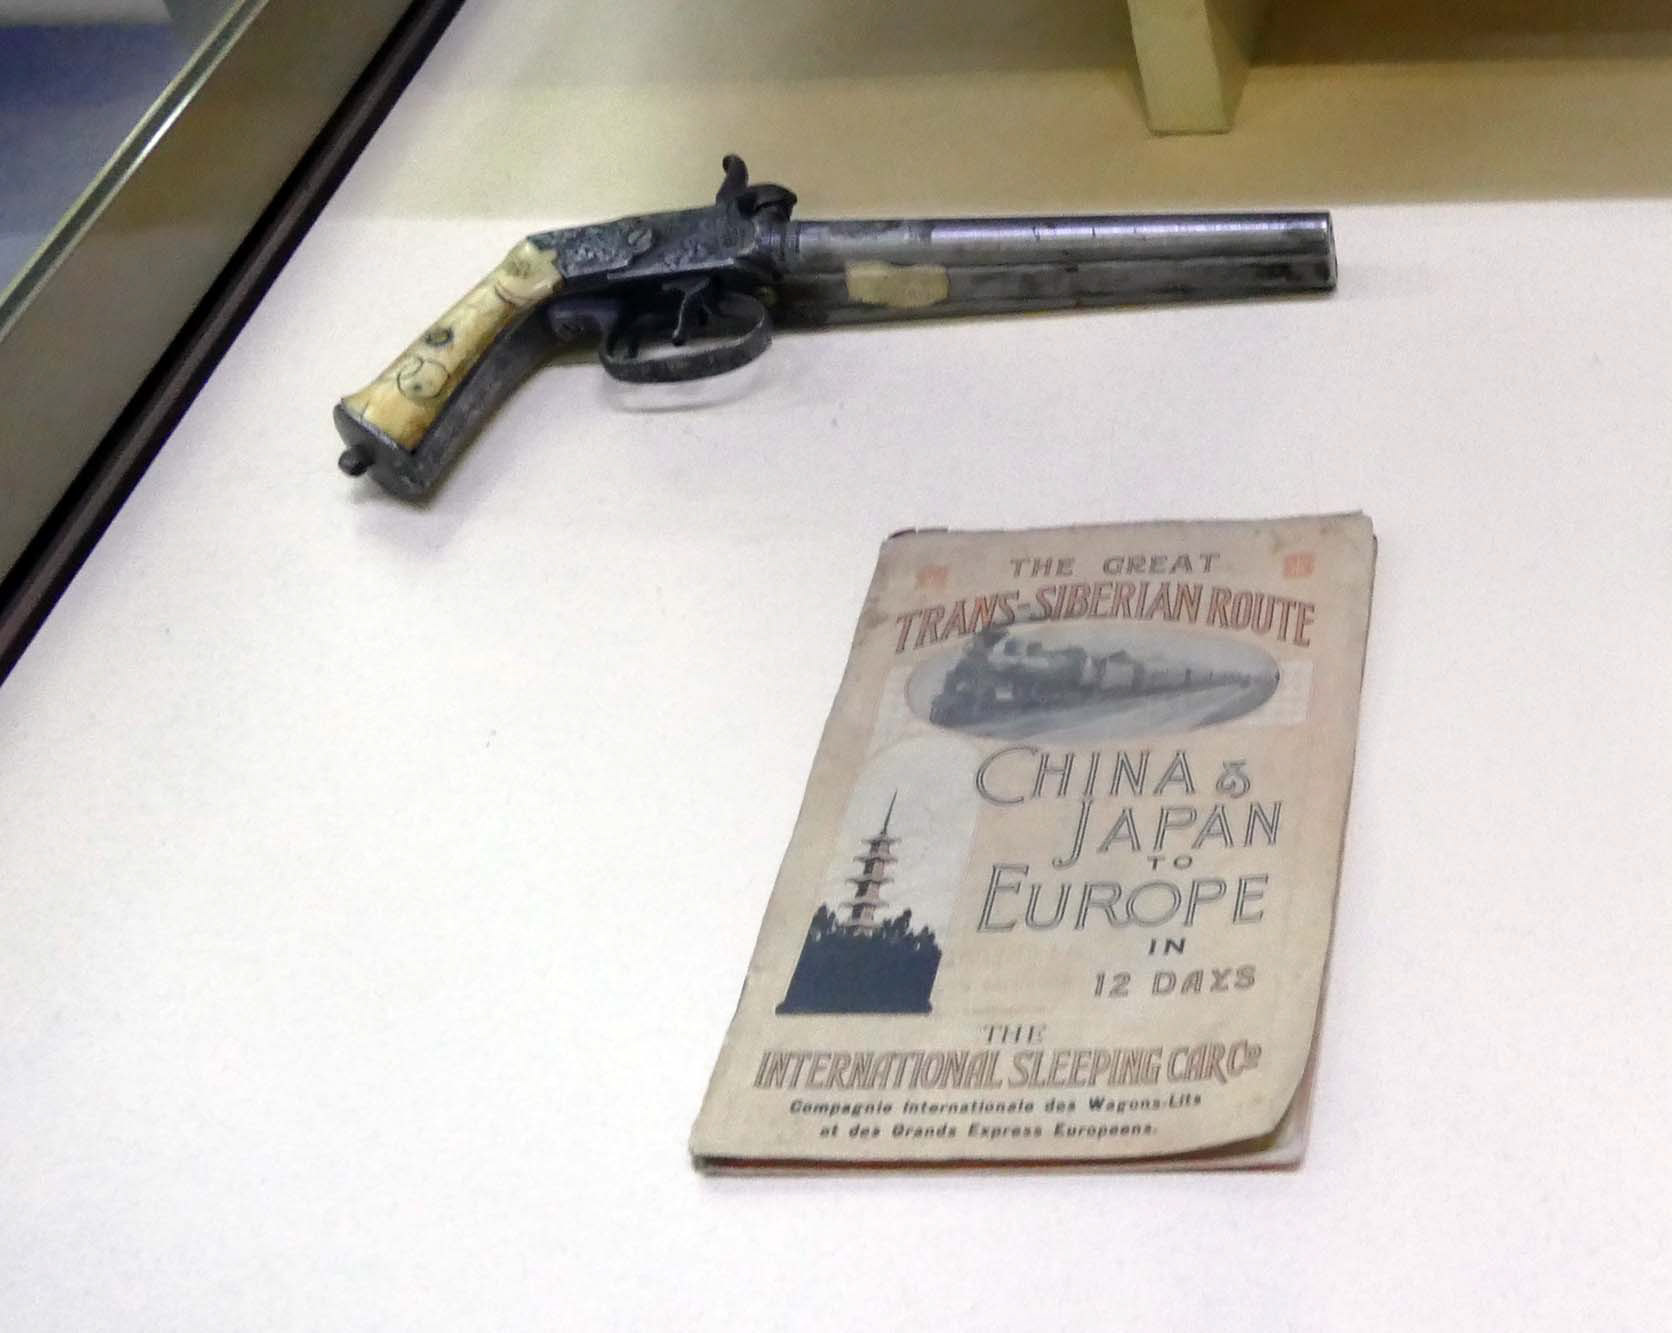 THE GREAT
TRANS-SIBERIAN ROUTE
CHINA &
JAPAN
TO
EUROPE
IN
12 DAYS
THE
INTERNATIONAL SLEEPING CAR Co
Compagnie Internationale des Wagons-Lits
et des Grands Express Européens.